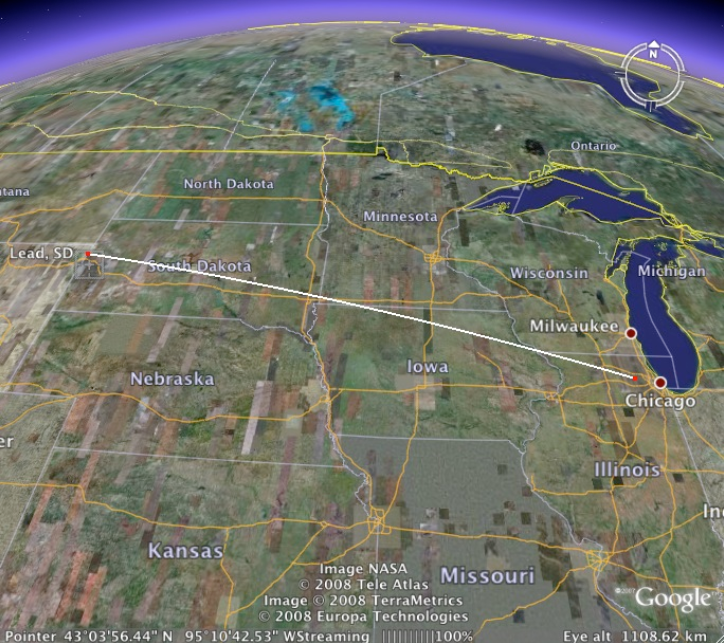 N
Ontario
North Dakota
Minnesota
Lead, SD
South Dakota
Wisconsin
Michigan
Milwaukee
Iowa
Nebraska
Chicago
Illinois
Kansas
Missouri
Image NASA
© 2008 Tele Atlas
Image © 2008 TerraMetrics
© 2008 Europa Technologies
Google
Pointer 43°03'56.44" N 95°10'42.53" W Streaming ||||||||| 100% Eye alt 1108.62 km